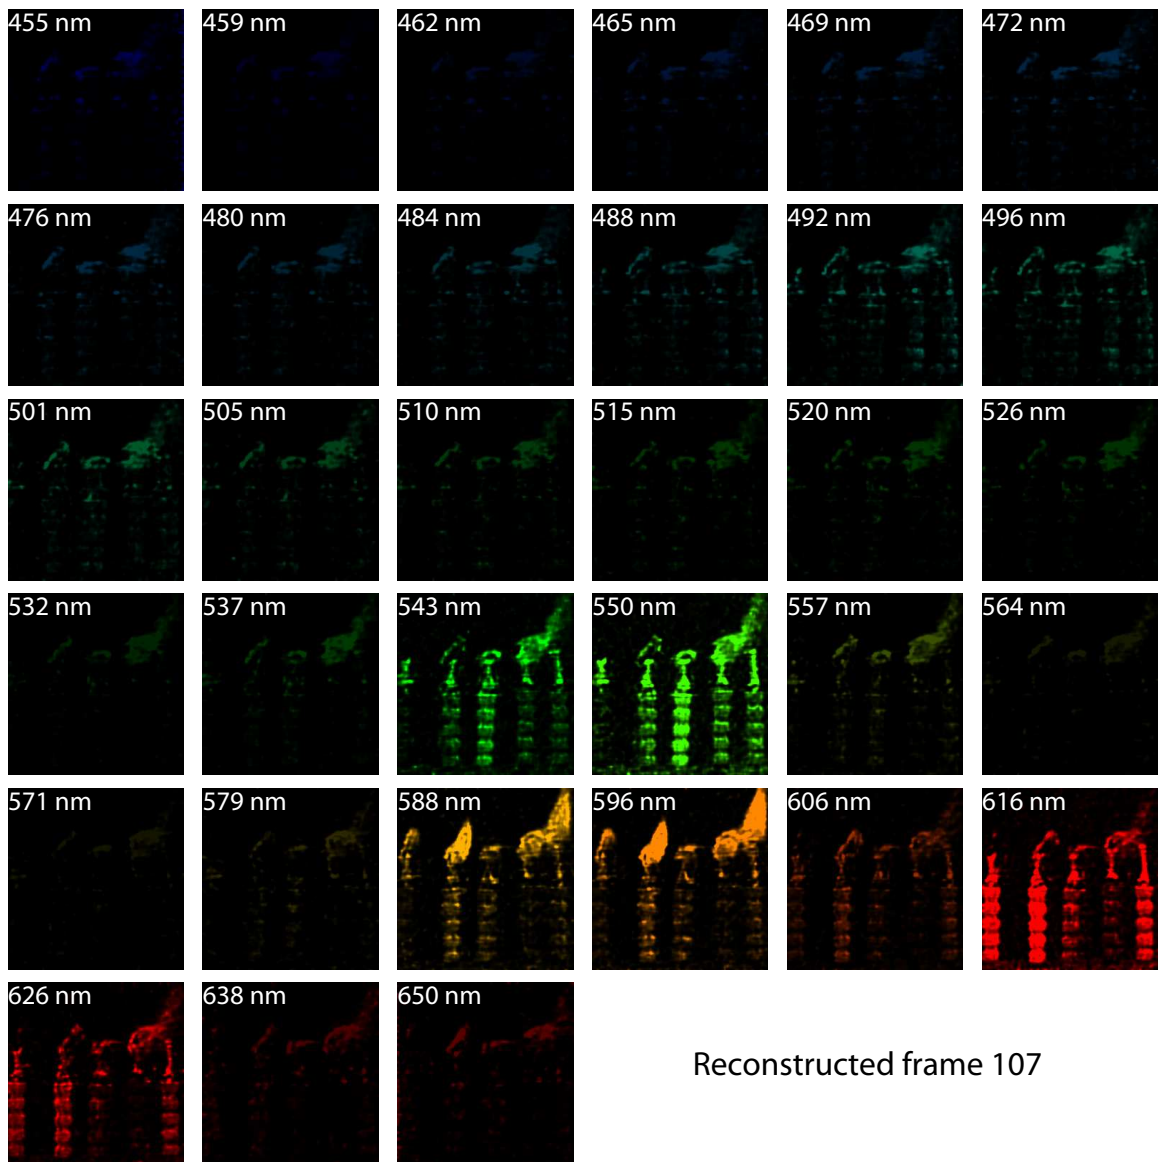 455 nm 459 nm 462 nm 465 nm 469 nm 472 nm
476 nm 480 nm 484 nm 488 nm 492 nm 496 nm
501 nm 505 nm 510 nm 515 nm 520 nm 526 nm
532 nm 537 nm 543 nm 550 nm 557 nm 564 nm
571 nm 579 nm 588 nm 596 nm 606 nm 616 nm
626 nm 638 nm 650 nm
Reconstructed frame 107